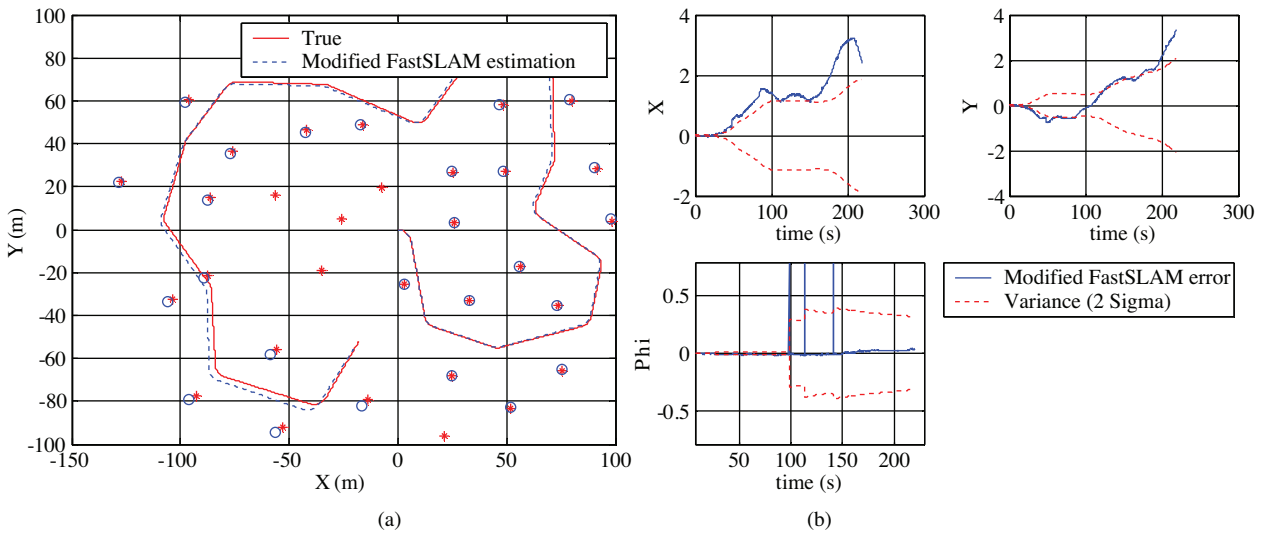 100
80
60
40
20
0
-20
-40
-60
-80
-100
Y (m)
-150
-100
-50
0
50
100
X (m)
True
Modified FastSLAM estimation
(a)
4
2
0
-2
X
0
100
200
300
time (s)
4
2
0
-2
-4
Y
0
100
200
300
time (s)
0.5
0
-0.5
Phi
50
100
150
200
time (s)
Modified FastSLAM error
Variance (2 Sigma)
(b)